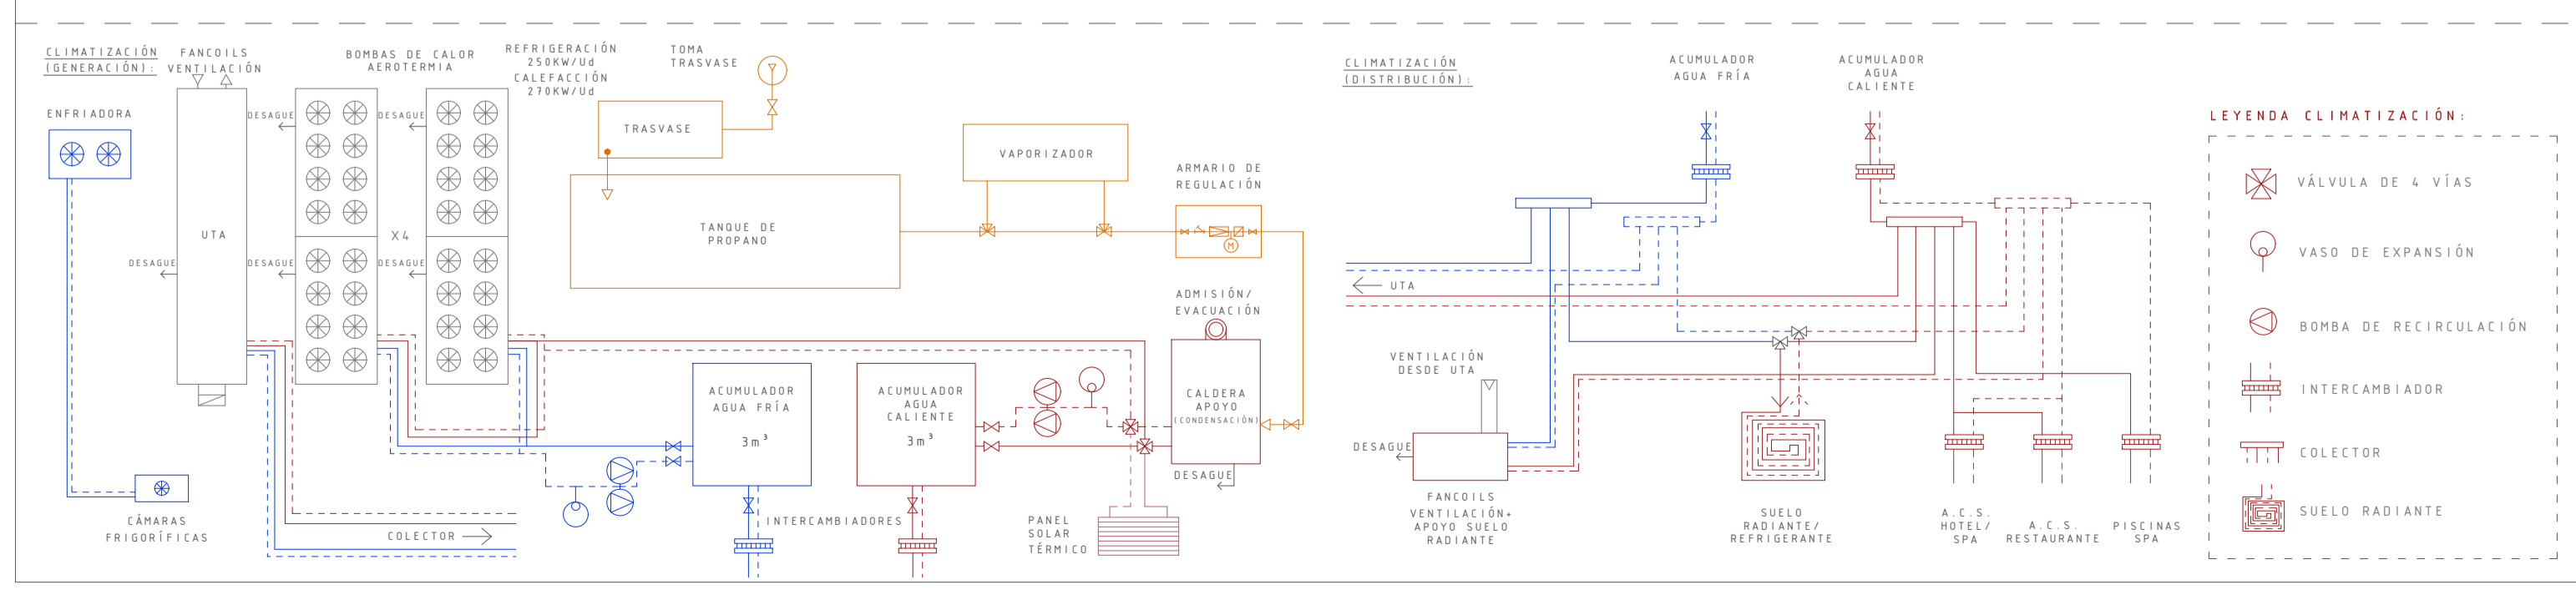 CLIMATIZACIÓN
(GENERACIÓN):
FANCOILS
VENTILACIÓN
BOMBAS DE CALOR
AEROTERMIA
REFRIGERACIÓN
250KW/Ud
CALEFACCIÓN
270KW/Ud
TOMA
TRASVASE
ENFRIADORA
DESAGUE
DESAGUE
TRASVASE
VAPORIZADOR
ARMARIO DE
REGULACIÓN
UTA
X4
TANQUE DE
PROPANO
M
DESAGUE
DESAGUE
DESAGUE
ADMISIÓN/
EVACUACIÓN
ACUMULADOR
AGUA FRÍA
3m³
ACUMULADOR
AGUA
CALIENTE
3m³
CALDERA
APOYO
(CONDENSACIÓN)
DESAGUE
CÁMARAS
FRIGORÍFICAS
COLECTOR
INTERCAMBIADORES
PANEL
SOLAR
TÉRMICO
CLIMATIZACIÓN
(DISTRIBUCIÓN):
ACUMULADOR
AGUA FRÍA
ACUMULADOR
AGUA
CALIENTE
UTA
VENTILACIÓN
DESDE UTA
DESAGUE
FANCOILS
VENTILACIÓN+
APOYO SUELO
RADIANTE
SUELO
RADIANTE/
REFRIGERANTE
A.C.S.
HOTEL/
SPA
A.C.S.
RESTAURANTE
PISCINAS
SPA
LEYENDA CLIMATIZACIÓN:
VÁLVULA DE 4 VÍAS
VASO DE EXPANSIÓN
BOMBA DE RECIRCULACIÓN
INTERCAMBIADOR
COLECTOR
SUELO RADIANTE